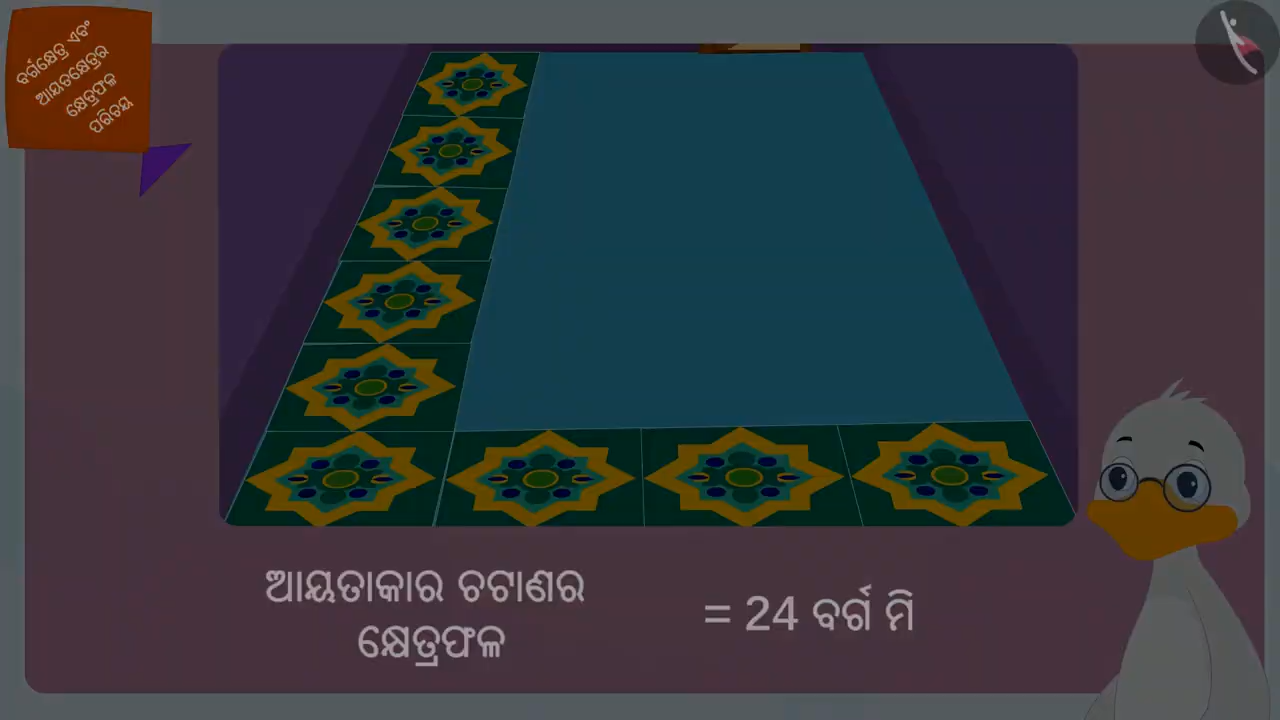 ବର୍ଗକ୍ଷେତ୍ର ଏବଂ
ଆୟତକ୍ଷେତ୍ରର
କ୍ଷେତ୍ରଫଳ
ପରିଚୟ
ଆୟତାକାର ଚଟାଣର
କ୍ଷେତ୍ରଫଳ
= 24 ବର୍ଗ ମି